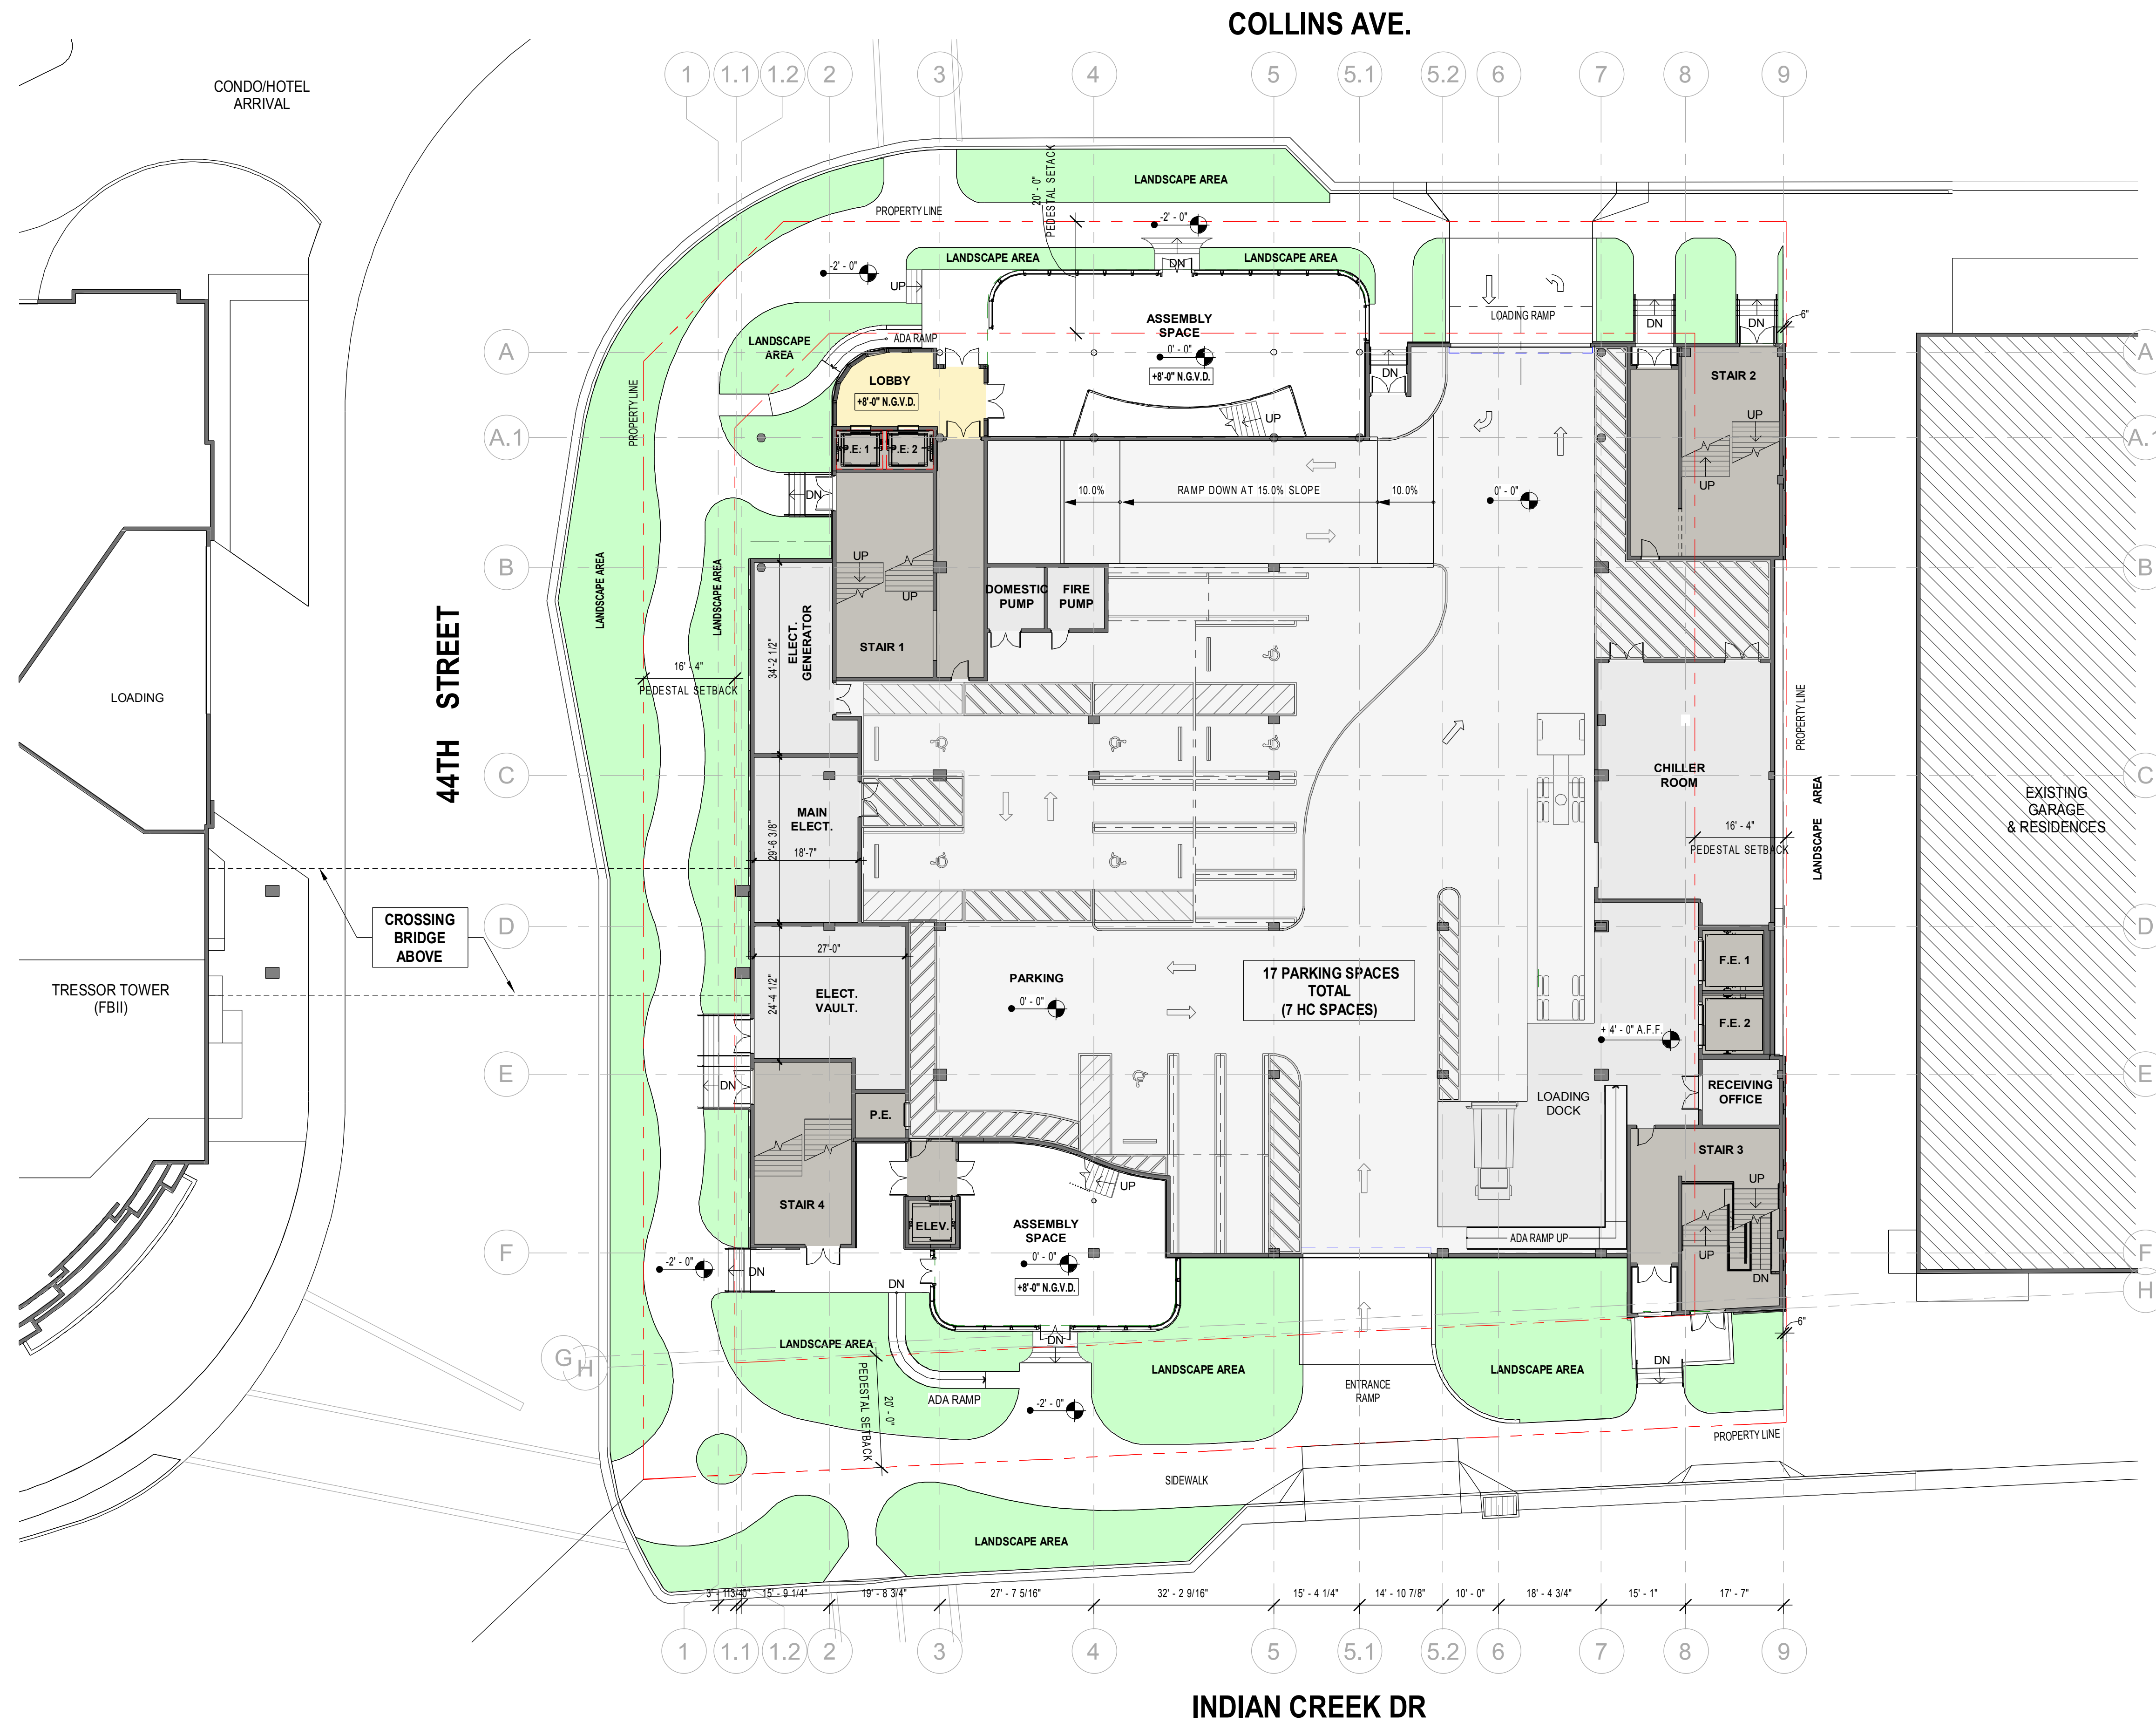 COLLINS AVE.
1
1.1
1.2
2
3
4
5
5.1
5.2
6
7
8
9
CONDO/HOTEL
ARRIVAL
LANDSCAPE AREA
20' - 0"
PEDESTAL SETACK
PROPERTY LINE
-2' - 0"
-2' - 0"
LANDSCAPE AREA
DN
LANDSCAPE AREA
UP
LOADING RAMP
DN
DN
6"
LANDSCAPE
AREA
ADA RAMP
ASSEMBLY
SPACE
0' - 0"
+8'-0" N.G.V.D.
A
A
PROPERTY LINE
LOBBY
+8'-0" N.G.V.D.
DN
STAIR 2
UP
UP
UP
A.1
A.1
P.E. 1
P.E. 2
DN
10.0%
RAMP DOWN AT 15.0% SLOPE
10.0%
0' - 0"
B
B
LANDSCAPE AREA
LANDSCAPE AREA
UP
UP
STAIR 1
DOMESTIC
PUMP
FIRE
PUMP
ELECT.
GENERATOR
34'-2 1/2"
44TH STREET
16' - 4"
PEDESTAL SETBACK
LOADING
PROPERTY LINE
C
C
CHILLER
ROOM
LANDSCAPE AREA
EXISTING
GARAGE
& RESIDENCES
MAIN
ELECT.
29'-6 3/8"
18'-7"
16' - 4"
PEDESTAL SETBACK
CROSSING
BRIDGE
ABOVE
D
D
27'-0"
F.E. 1
PARKING
0' - 0"
17 PARKING SPACES
TOTAL
(7 HC SPACES)
TRESSOR TOWER
(FBII)
ELECT.
VAULT.
24'-4 1/2"
F.E. 2
+ 4' - 0" A.F.F.
E
E
DN
LOADING
DOCK
RECEIVING
OFFICE
P.E.
STAIR 3
UP
UP
DN
STAIR 4
UP
ELEV.
ASSEMBLY
SPACE
0' - 0"
+8'-0" N.G.V.D.
ADA RAMP UP
F
F
-2' - 0"
DN
DN
H
6"
LANDSCAPE AREA
DN
G
H
LANDSCAPE AREA
LANDSCAPE AREA
DN
PEDESTAL SETBACK
20' - 0"
ADA RAMP
-2' - 0"
ENTRANCE
RAMP
PROPERTY LINE
SIDEWALK
LANDSCAPE AREA
15' - 9 1/4"
19' - 8 3/4"
27' - 7 5/16"
32' - 2 9/16"
15' - 4 1/4"
14' - 10 7/8"
10' - 0"
18' - 4 3/4"
15' - 1"
17' - 7"
1
1.1
1.2
2
3
4
5
5.1
5.2
6
7
8
9
INDIAN CREEK DR